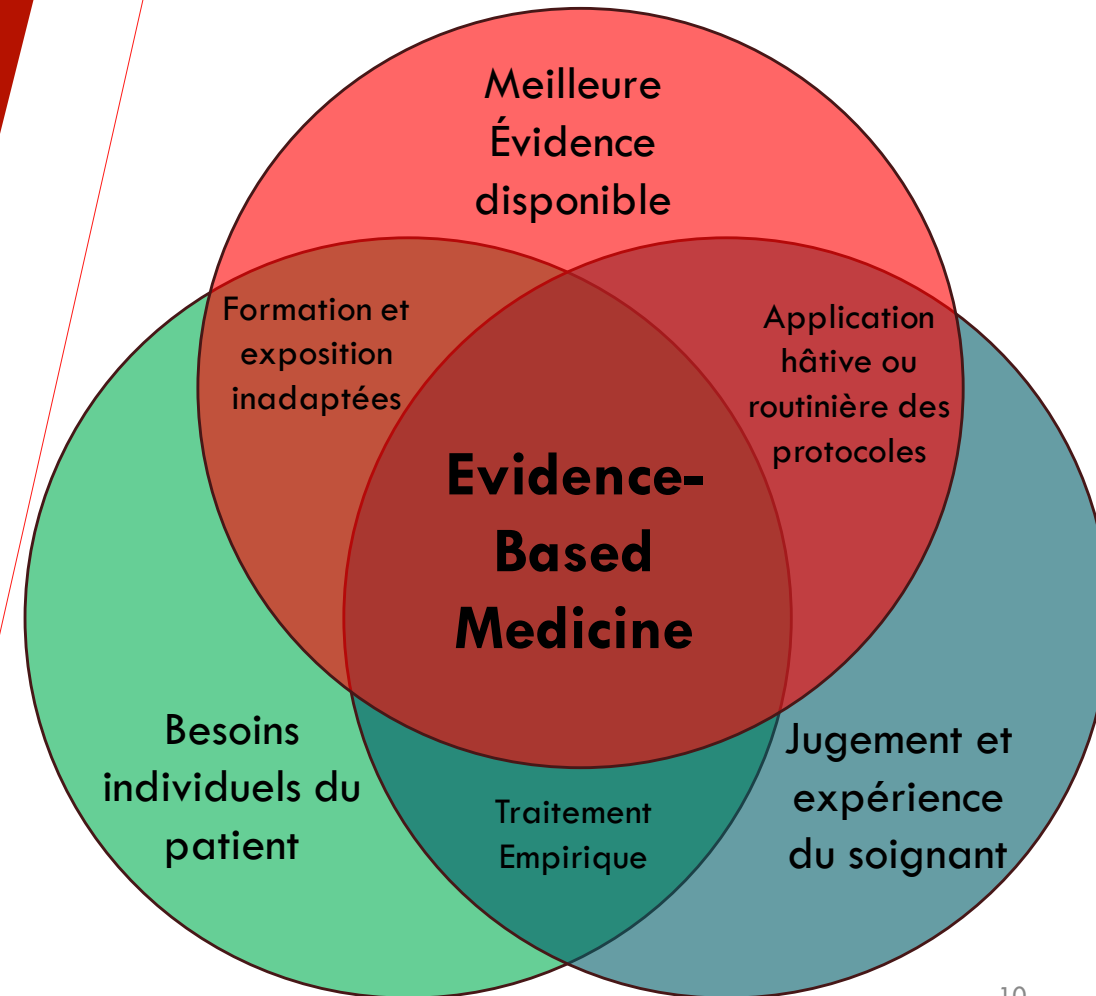 Meilleure
Évidence
disponible
Formation et
exposition
inadaptées
Application
hâtive ou
routinière des
protocoles
Evidence-
Based
Medicine
Besoins
individuels du
patient
Traitement
Empirique
Jugement et
expérience
du soignant
10